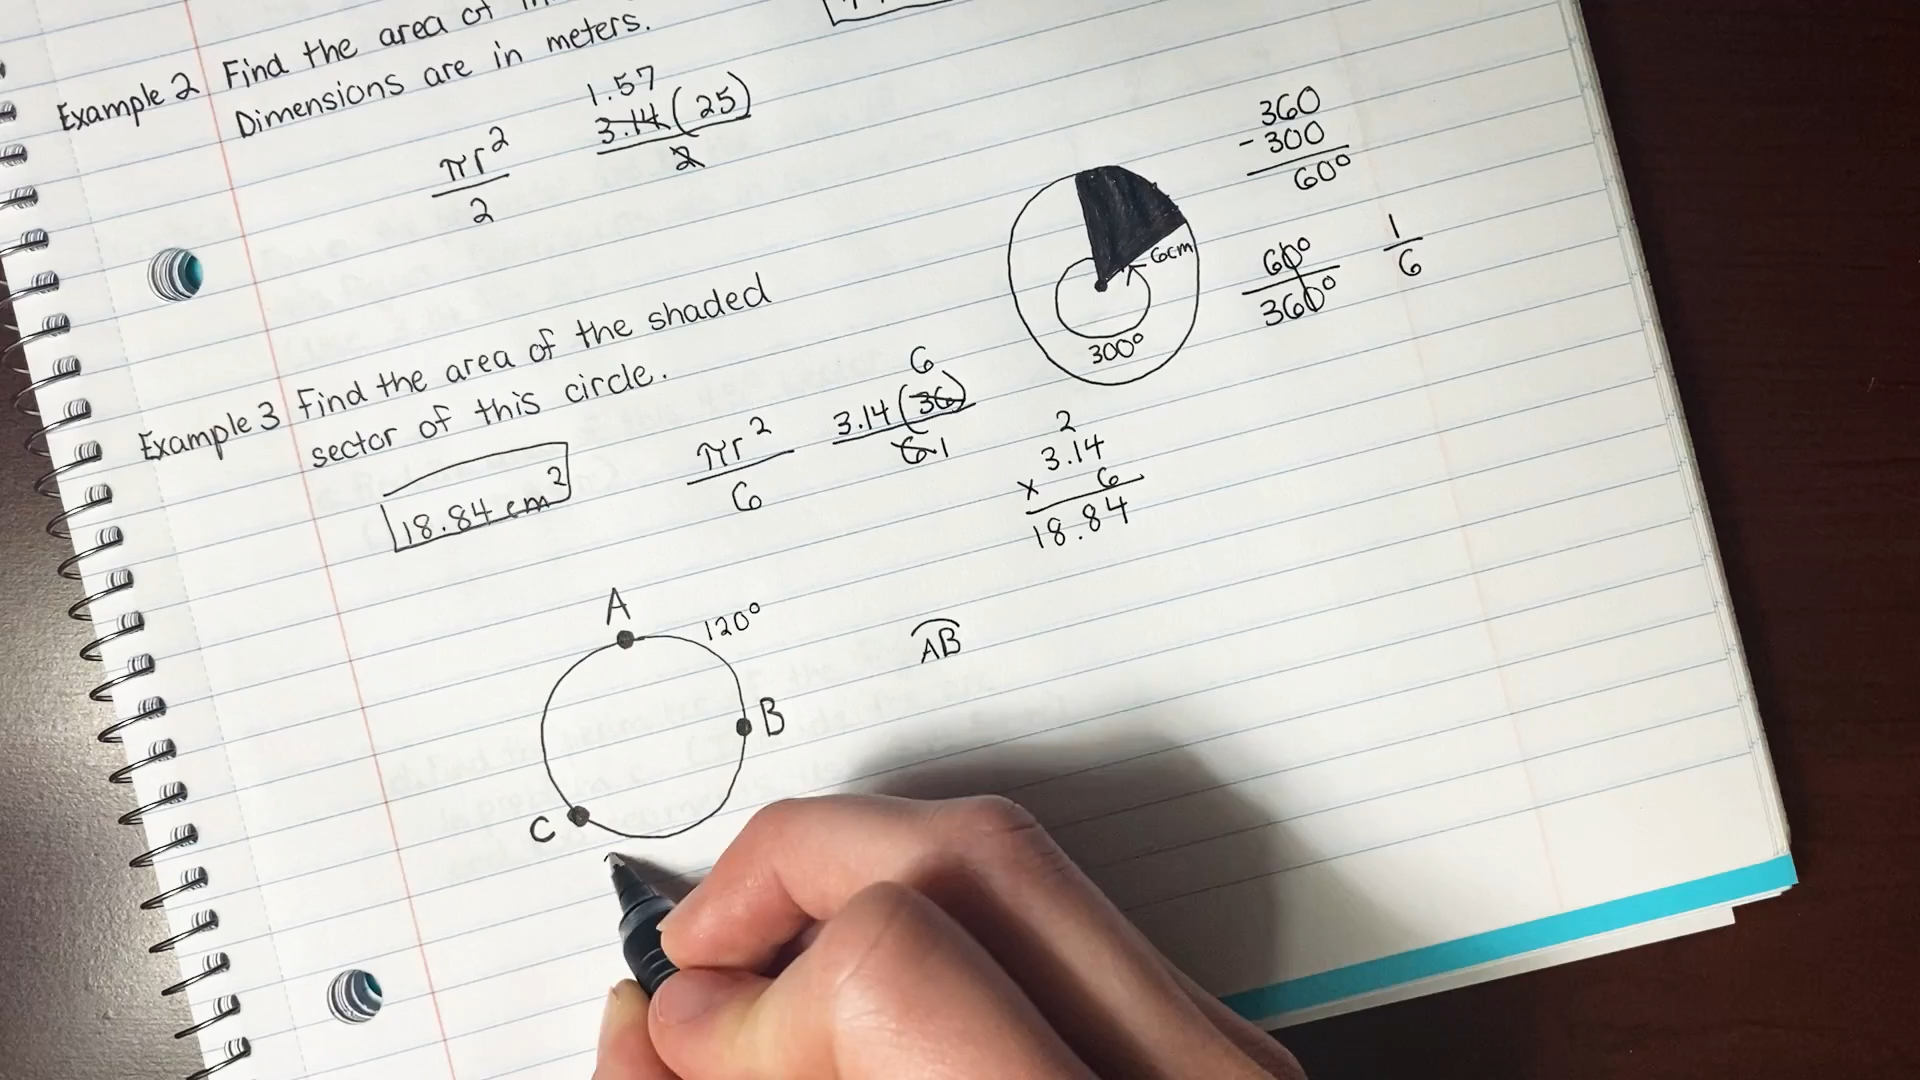 Example 2 Find the area of
Dimensions are in meters.
πr²
2
1.57
3.14(25)
2
360
-300
60°
6cm
300°
60°
360°
1
6
Example 3 Find the area of the shaded
sector of this circle.
18.84 cm²
πr²
6
6
3.14(36)
6 1
2
3.14
x 6
18.84
A
120°
B
C
AB